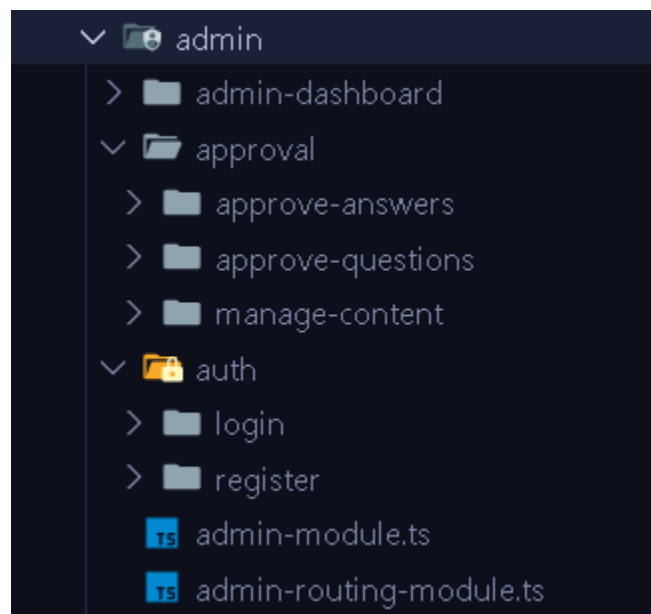 admin
admin-dashboard
approval
approve-answers
approve-questions
manage-content
auth
login
register
TS admin-module.ts
TS admin-routing-module.ts